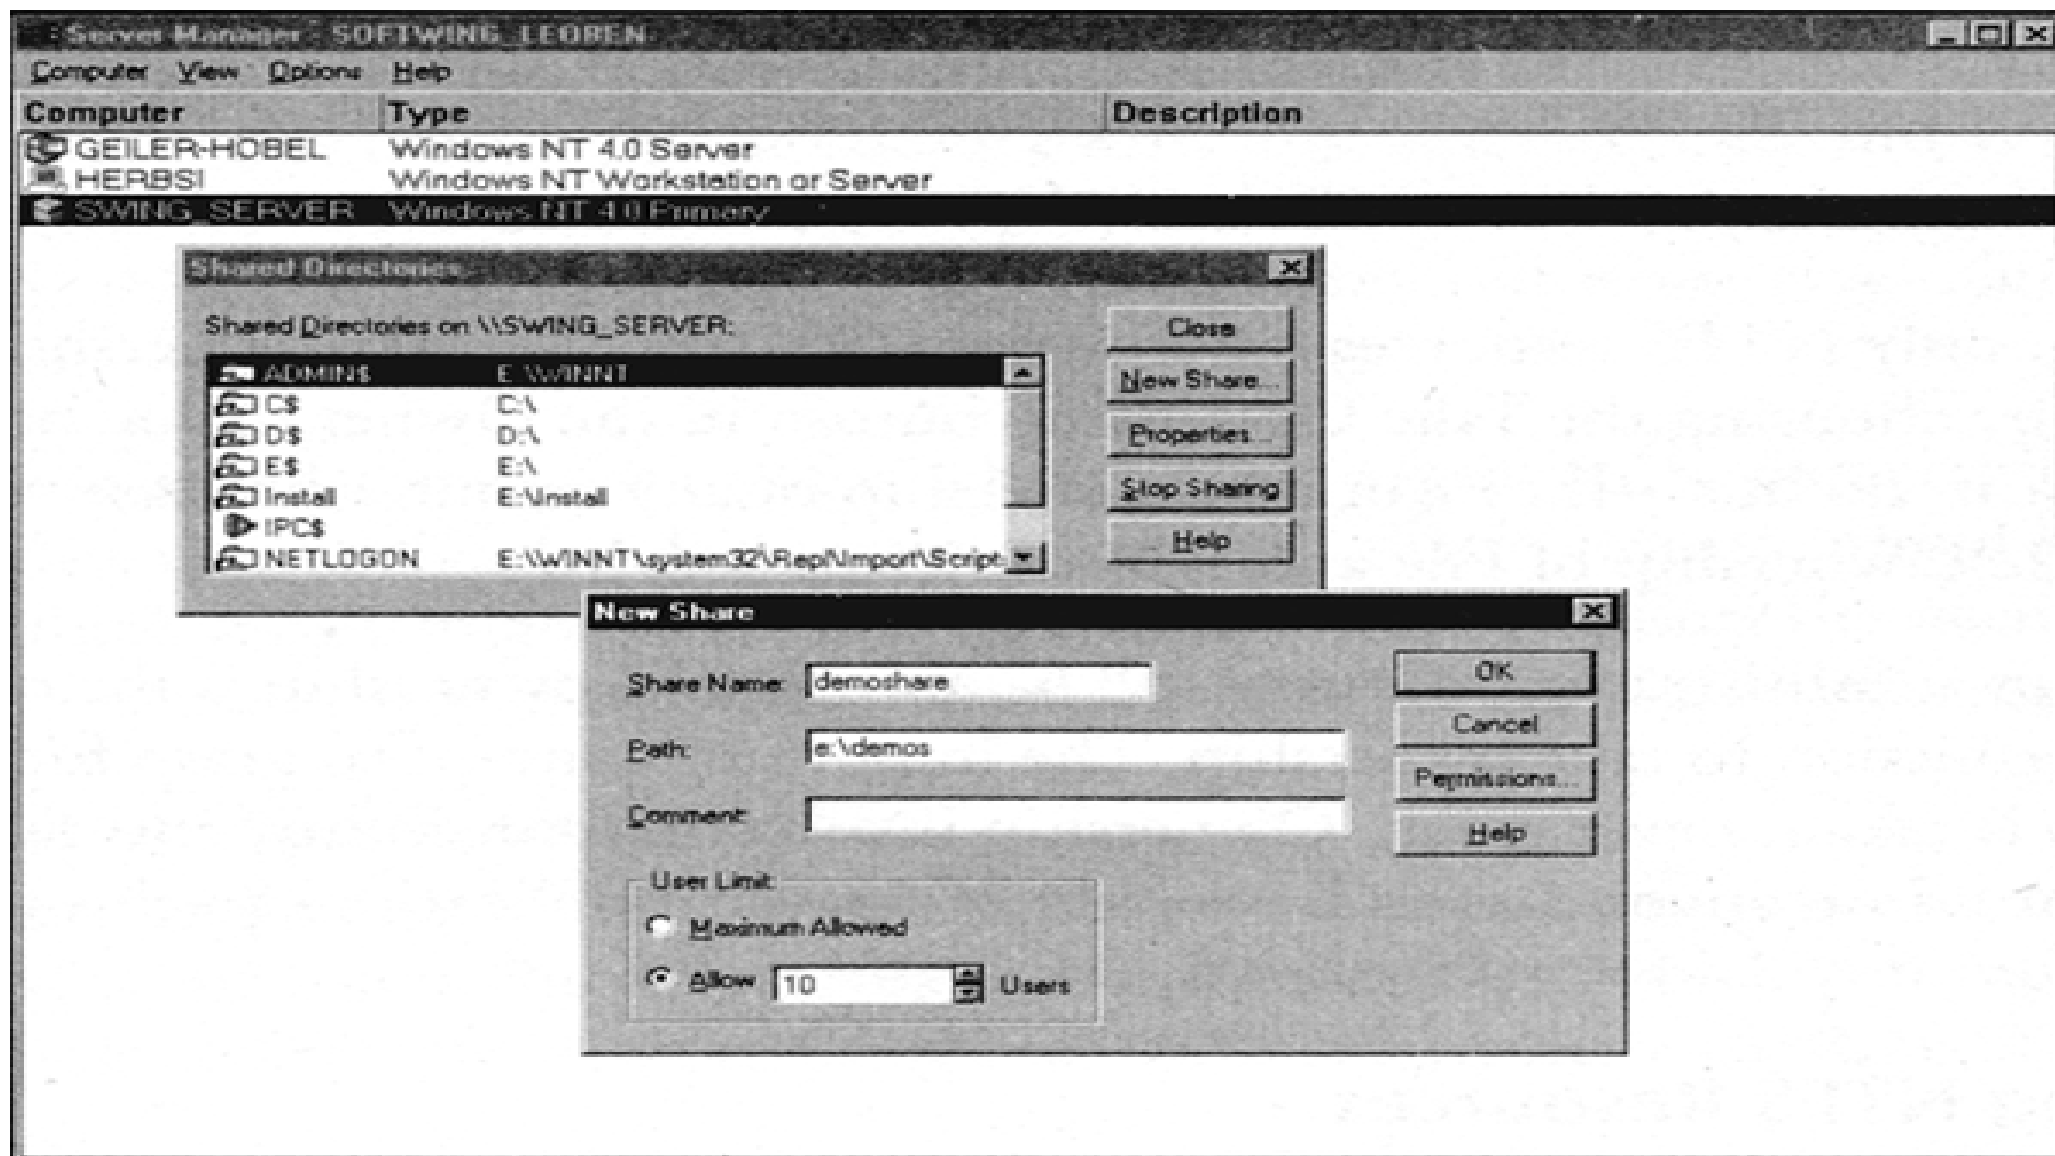 Server Manager - SOFTWING_LEOBEN
Computer View Options Help
Computer Type Description
GEILER-HOBEL Windows NT 4.0 Server
HERBSI Windows NT Workstation or Server
SWING_SERVER Windows NT 4.0 Primary
Shared Directories
Shared Directories on \\SWING_SERVER:
Close
ADMIN$ E:\WINNT
New Share...
C$ C:\
D$ D:\
Properties...
E$ E:\
Install E:\Install
Stop Sharing
IPC$
Help
NETLOGON E:\WINNT\system32\Repl\Import\Script
New Share
Share Name: demoshare
OK
Cancel
Path: e:\demos
Permissions...
Comment:
Help
User Limit:
Maximum Allowed
Allow 10 Users